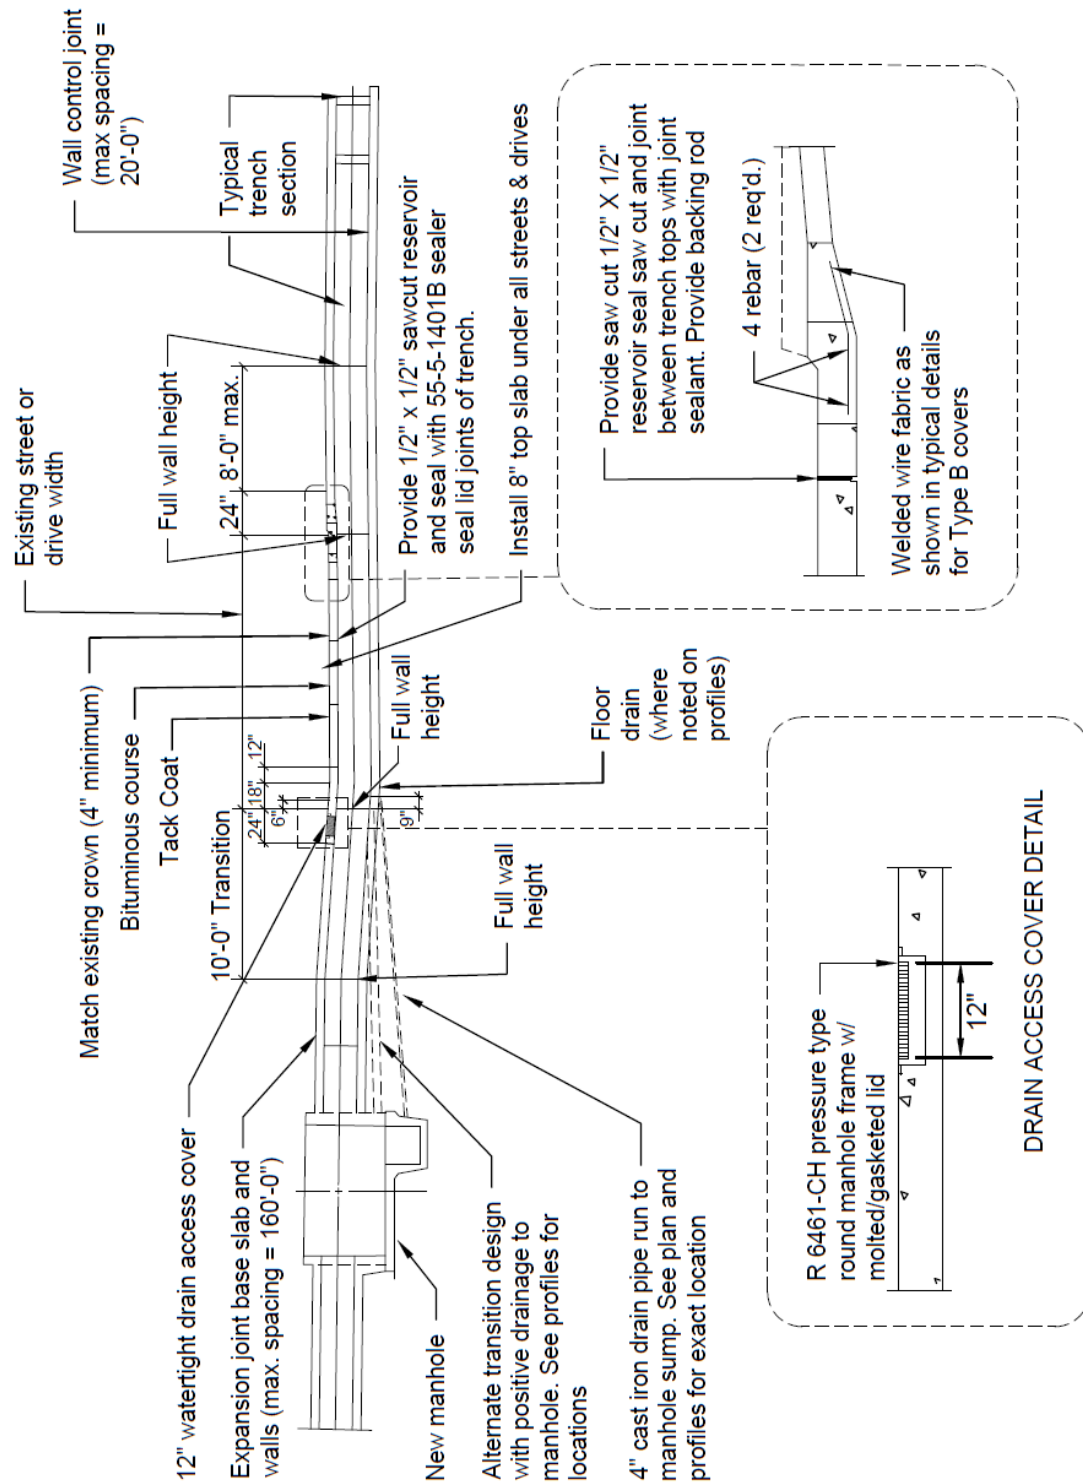 Existing street or
drive width
Wall control joint
(max spacing =
20'-0")
Match existing crown (4" minimum)
Bituminous course
Tack Coat
Full wall height
Typical
trench
section
12" watertight drain access cover
Expansion joint base slab and
walls (max. spacing = 160'-0")
10'-0" Transition
24"
6"
18"
12"
9"
24"
8'-0" max.
Full wall
height
Full wall
height
Provide 1/2" x 1/2" sawcut reservoir
and seal with 55-5-1401B sealer
seal lid joints of trench.
Install 8" top slab under all streets & drives
Floor
drain
(where
noted on
profiles)
New manhole
Alternate transition design
with positive drainage to
manhole. See profiles for
locations
4" cast iron drain pipe run to
manhole sump. See plan and
profiles for exact location
R 6461-CH pressure type
round manhole frame w/
molted/gasketed lid
12"
DRAIN ACCESS COVER DETAIL
Provide saw cut 1/2" X 1/2"
reservoir seal saw cut and joint
between trench tops with joint
sealant. Provide backing rod
4 rebar (2 req'd.)
Welded wire fabric as
shown in typical details
for Type B covers